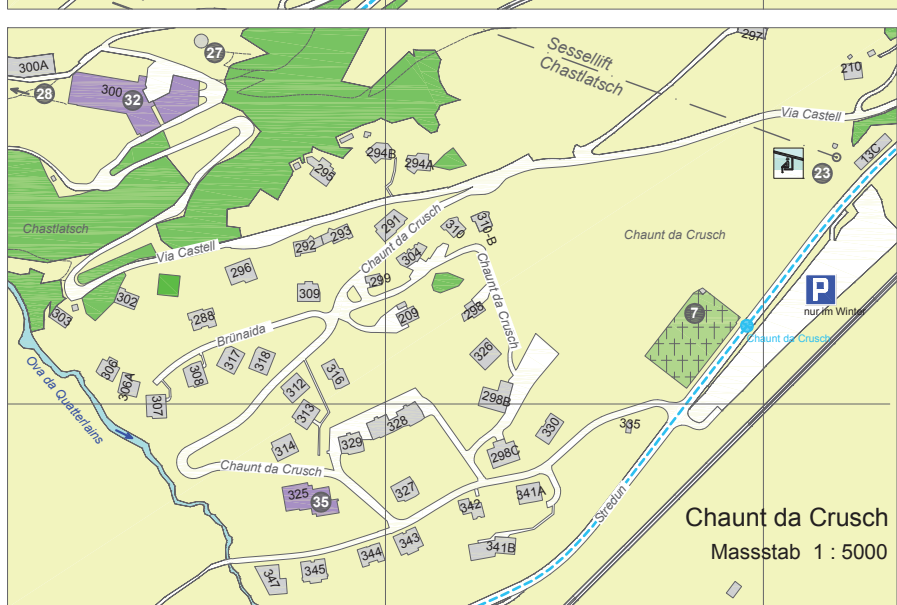 297
Sessellift
Chastlatsch
27
300A
300
32
28
210
Via Castell
13C
23
294B
294A
295
Chastlatsch
Via Castell
291
Chaunt da Crusch
310
310-B
293
292
304
Chaunt da Crusch
296
299
309
Chaunt da Crusch
298
302
303
288
209
P
nur im Winter
7
Chaunt da Crusch
Brünaida
317
318
326
306
306A
308
316
312
307
298B
Ova da Quatterlains
313
328
329
330
335
314
298C
Chaunt da Crusch
325
35
327
341A
342
Stredun
Chaunt da Crusch
Massstab 1 : 5000
343
344
341B
345
347